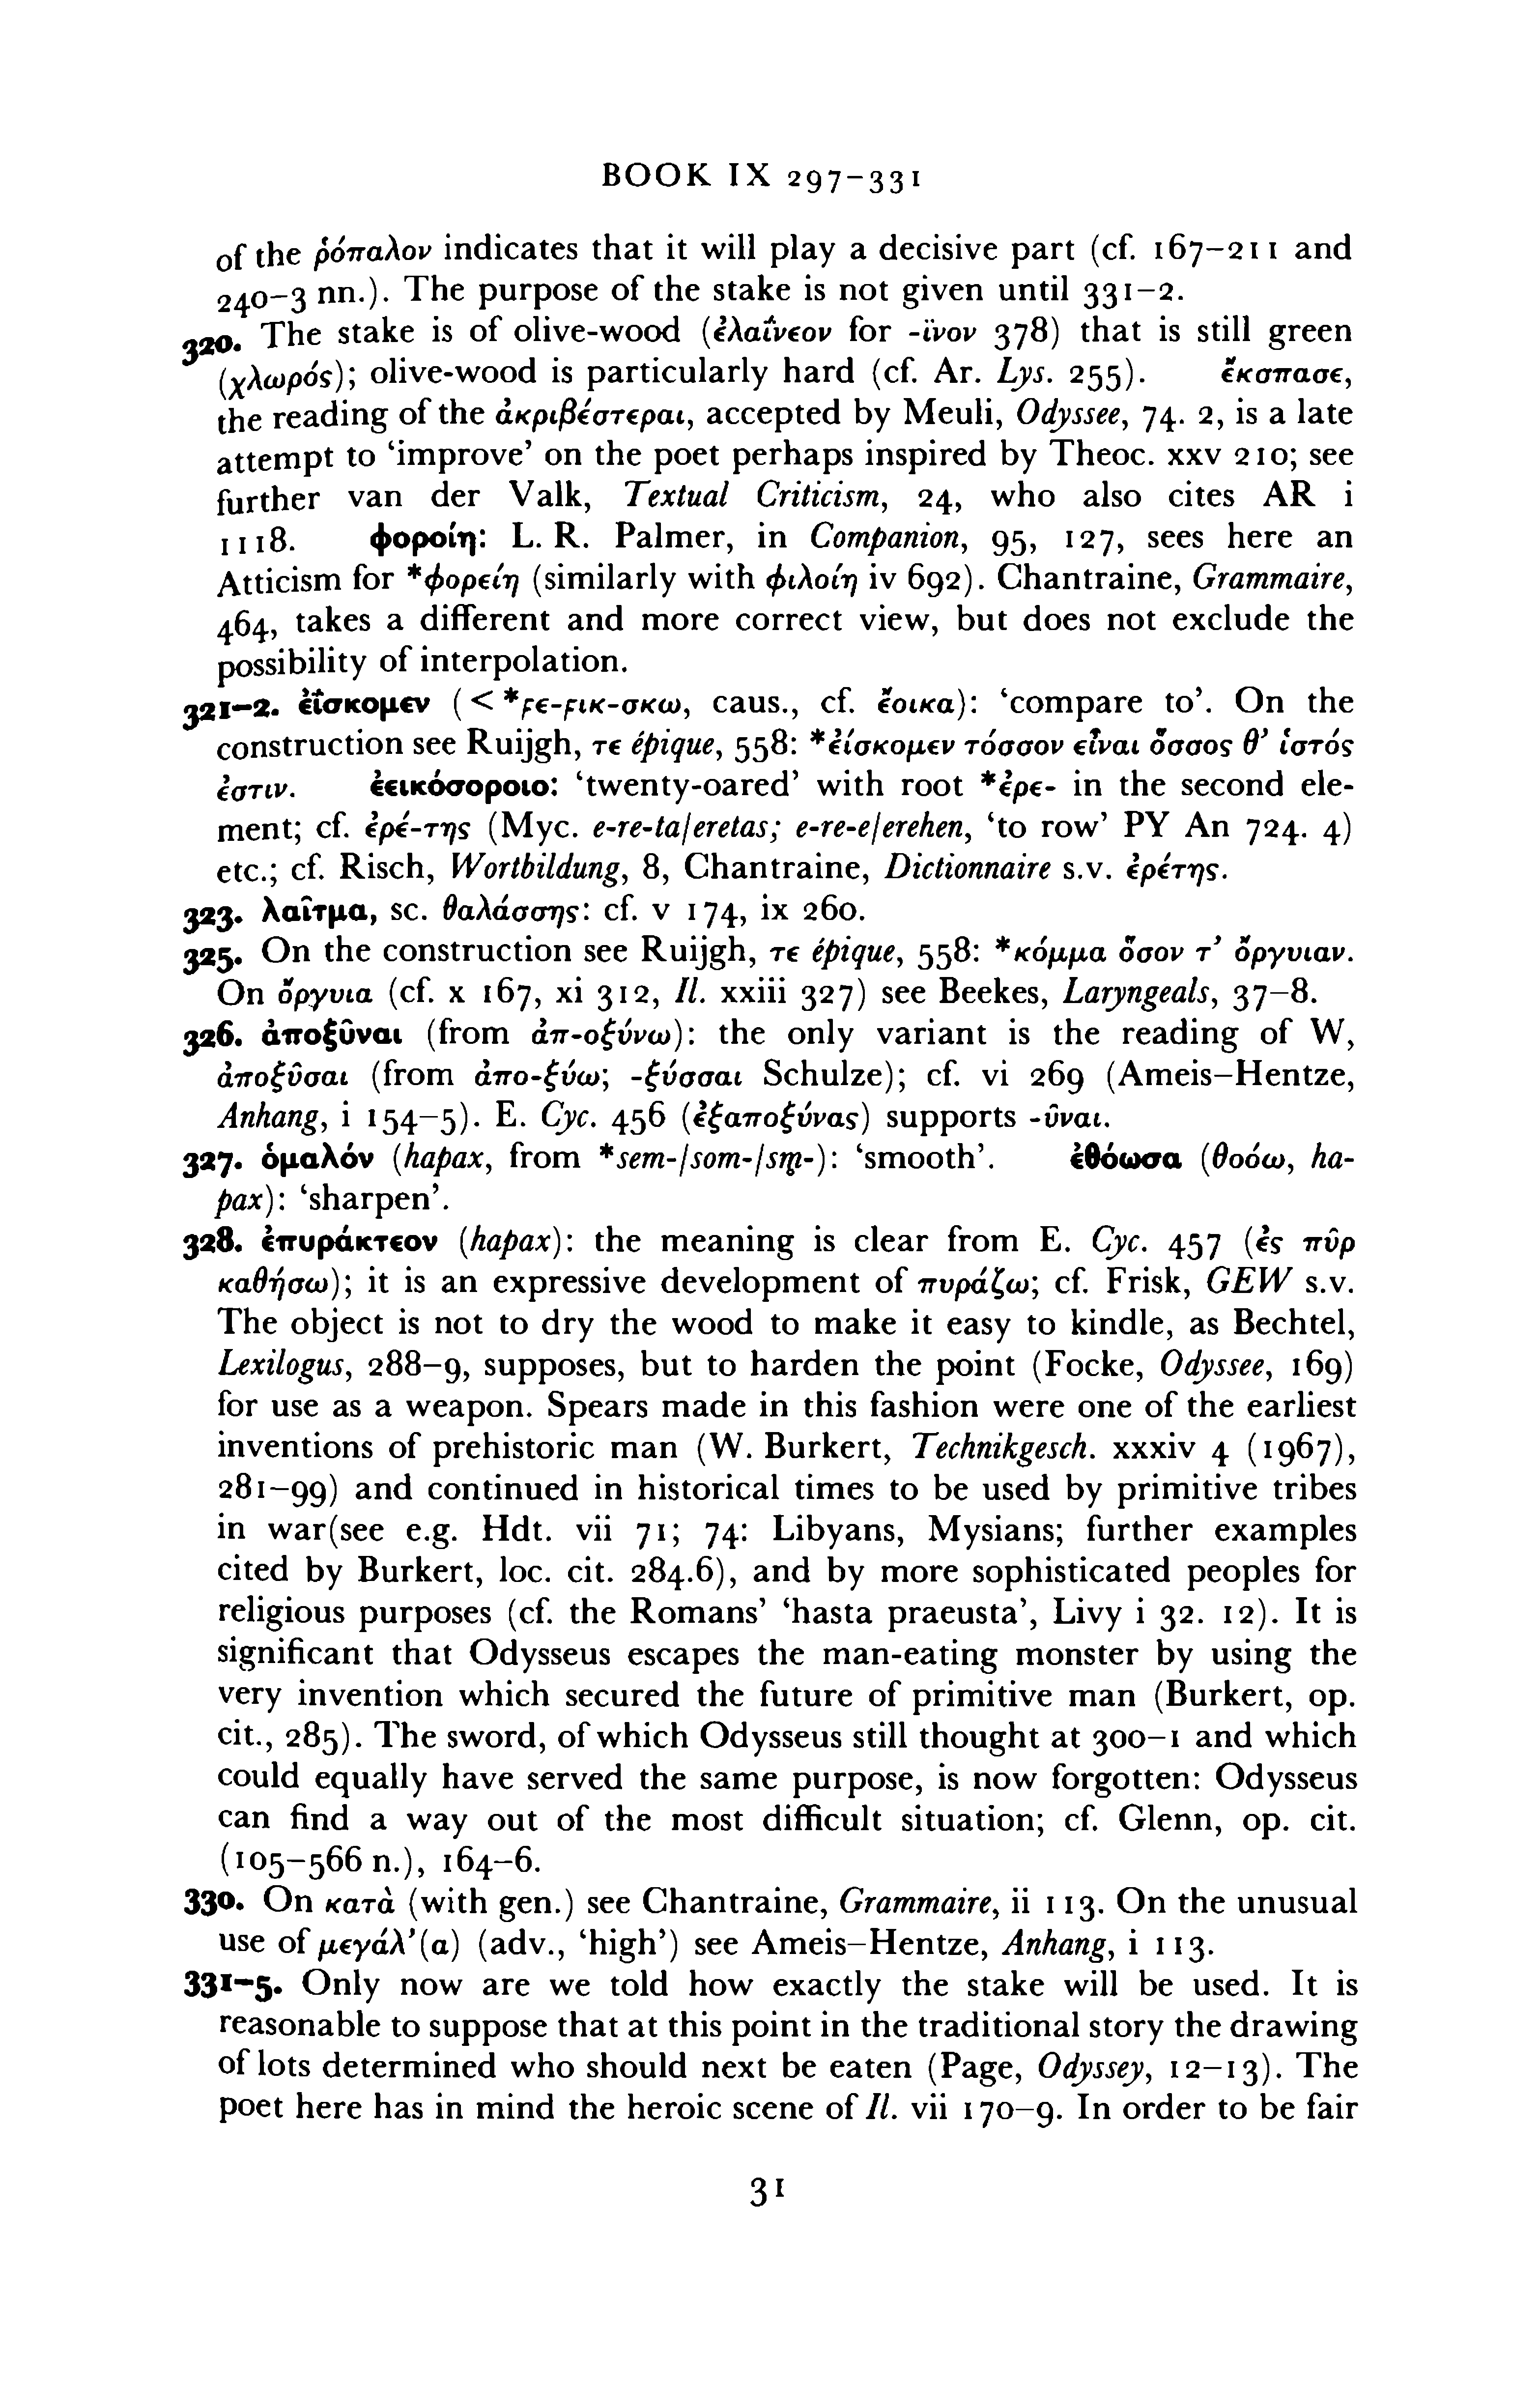 BOOK IX 297–331
of the ῥόπαλον indicates that it will play a decisive part (cf. 167–211 and
240–3 nn.). The purpose of the stake is not given until 331–2.
320. The stake is of olive-wood (ἐλαΐνεον for -ϊνον 378) that is still green
(χλωρός); olive-wood is particularly hard (cf. Ar. Lys. 255). ἔκσπασε,
the reading of the ἀκριβέστεραι, accepted by Meuli, Odyssee, 74. 2, is a late
attempt to ‘improve’ on the poet perhaps inspired by Theoc. xxv 210; see
further van der Valk, Textual Criticism, 24, who also cites AR i
1118. φοροίη: L. R. Palmer, in Companion, 95, 127, sees here an
Atticism for *φορείη (similarly with φιλοίη iv 692). Chantraine, Grammaire,
464, takes a different and more correct view, but does not exclude the
possibility of interpolation.
321–2. ἐΐσκομεν (< *ϝε-ϝικ-σκω, caus., cf. ἔοικα): ‘compare to’. On the
construction see Ruijgh, τε épique, 558: *ἐίσκομεν τόσσον εἶναι ὅσσος θ’ ἱστός
ἐστιν. ἐεικόσοροιο: ‘twenty-oared’ with root *ἐρε- in the second ele-
ment; cf. ἐρέ-της (Myc. e-re-ta/eretas; e-re-e/erehen, ‘to row’ PY An 724. 4)
etc.; cf. Risch, Wortbildung, 8, Chantraine, Dictionnaire s.v. ἐρέτης.
323. λαῖτμα, sc. θαλάσσης: cf. v 174, ix 260.
325. On the construction see Ruijgh, τε épique, 558: *κόμμα ὅσον τ’ ὄργυιαν.
On ὄργυια (cf. x 167, xi 312, Il. xxiii 327) see Beekes, Laryngeals, 37–8.
326. ἀποξῦναι (from ἀπ-οξύνω): the only variant is the reading of W,
ἀποξῦσαι (from ἀπο-ξύω; -ξύσσαι Schulze); cf. vi 269 (Ameis–Hentze,
Anhang, i 154–5). E. Cyc. 456 (ἐξαποξύνας) supports -ῦναι.
327. ὁμαλόν (hapax, from *sem-/som-/sm̥-): ‘smooth’. ἐθόωσα (θοόω, ha-
pax): ‘sharpen’.
328. ἐπυράκτεον (hapax): the meaning is clear from E. Cyc. 457 (ἐς πῦρ
καθήσω); it is an expressive development of πυράζω; cf. Frisk, GEW s.v.
The object is not to dry the wood to make it easy to kindle, as Bechtel,
Lexilogus, 288–9, supposes, but to harden the point (Focke, Odyssee, 169)
for use as a weapon. Spears made in this fashion were one of the earliest
inventions of prehistoric man (W. Burkert, Technikgesch. xxxiv 4 (1967),
281–99) and continued in historical times to be used by primitive tribes
in war(see e.g. Hdt. vii 71; 74: Libyans, Mysians; further examples
cited by Burkert, loc. cit. 284.6), and by more sophisticated peoples for
religious purposes (cf. the Romans’ ‘hasta praeusta’, Livy i 32. 12). It is
significant that Odysseus escapes the man-eating monster by using the
very invention which secured the future of primitive man (Burkert, op.
cit., 285). The sword, of which Odysseus still thought at 300–1 and which
could equally have served the same purpose, is now forgotten: Odysseus
can find a way out of the most difficult situation; cf. Glenn, op. cit.
(105–566 n.), 164–6.
330. On κατὰ (with gen.) see Chantraine, Grammaire, ii 113. On the unusual
use of μεγάλ’(α) (adv., ‘high’) see Ameis–Hentze, Anhang, i 113.
331–5. Only now are we told how exactly the stake will be used. It is
reasonable to suppose that at this point in the traditional story the drawing
of lots determined who should next be eaten (Page, Odyssey, 12–13). The
poet here has in mind the heroic scene of Il. vii 170–9. In order to be fair
31